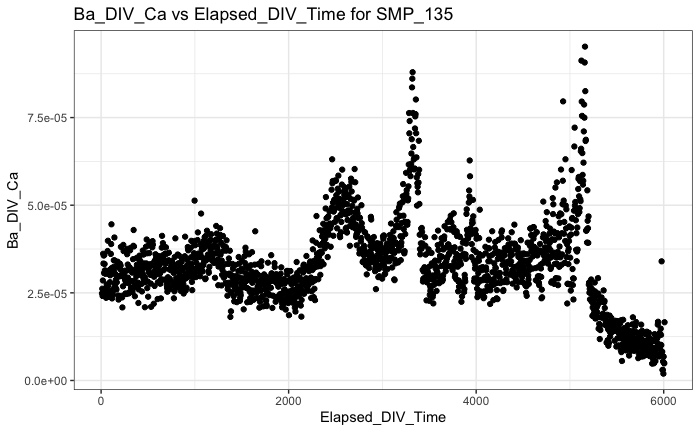 Ba_DIV_Ca vs Elapsed_DIV_Time for SMP_135
7.5e-05
5.0e-05
2.5e-05
0.0e+00
Ba_DIV_Ca
0 2000 4000 6000
Elapsed_DIV_Time